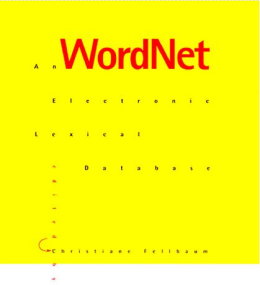 An WordNet
Electronic
Lexical
Database
Christiane Fellbaum